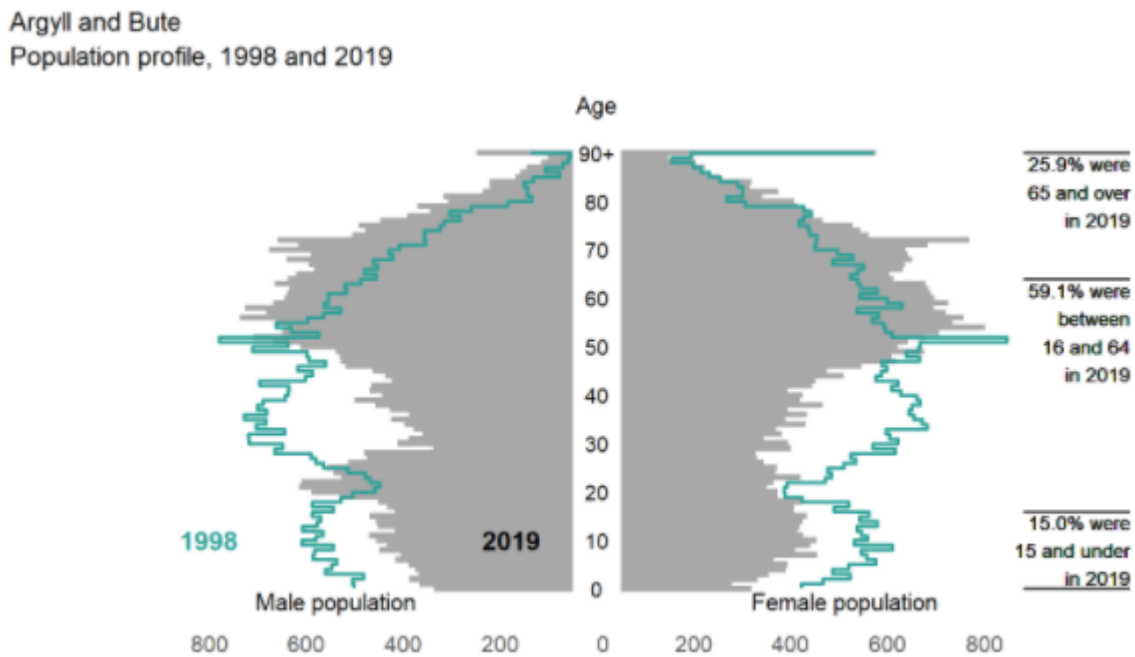 Argyll and Bute
Population profile, 1998 and 2019
Age
90+
80
70
60
50
40
30
20
10
0
1998
2019
25.9% were
65 and over
in 2019
59.1% were
between
16 and 64
in 2019
15.0% were
15 and under
in 2019
Male population
Female population
800 600 400 200 0 200 400 600 800